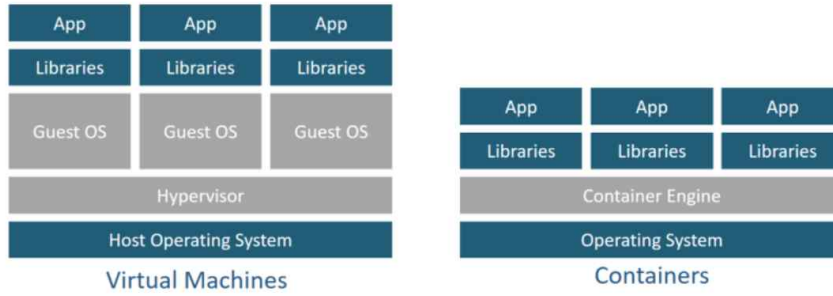 App App App
Libraries Libraries Libraries
Guest OS Guest OS Guest OS
Hypervisor
Host Operating System
Virtual Machines
App App App
Libraries Libraries Libraries
Container Engine
Operating System
Containers